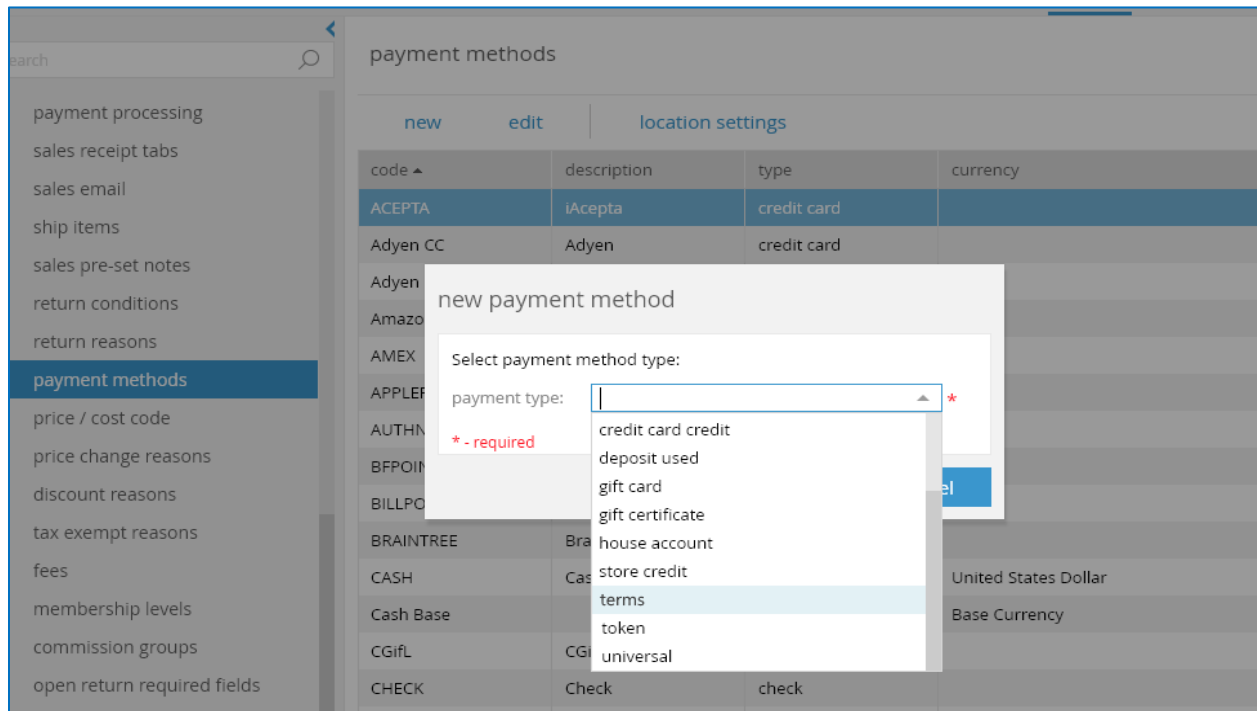 earch
payment processing
sales receipt tabs
sales email
ship items
sales pre-set notes
return conditions
return reasons
payment methods
price / cost code
price change reasons
discount reasons
tax exempt reasons
fees
membership levels
commission groups
open return required fields
payment methods
new edit location settings
code description type currency
ACEPTA iAcepta credit card
Adyen CC Adyen credit card
Adyen
Amazo
AMEX
APPLEP
AUTHN
BFPOIN
BILLPO
BRAINTREE Bra
CASH Cas United States Dollar
Cash Base Base Currency
CGifL CGi
CHECK Check check
new payment method
Select payment method type:
payment type: *
* - required
credit card credit
deposit used
gift card
gift certificate
house account
store credit
terms
token
universal
el